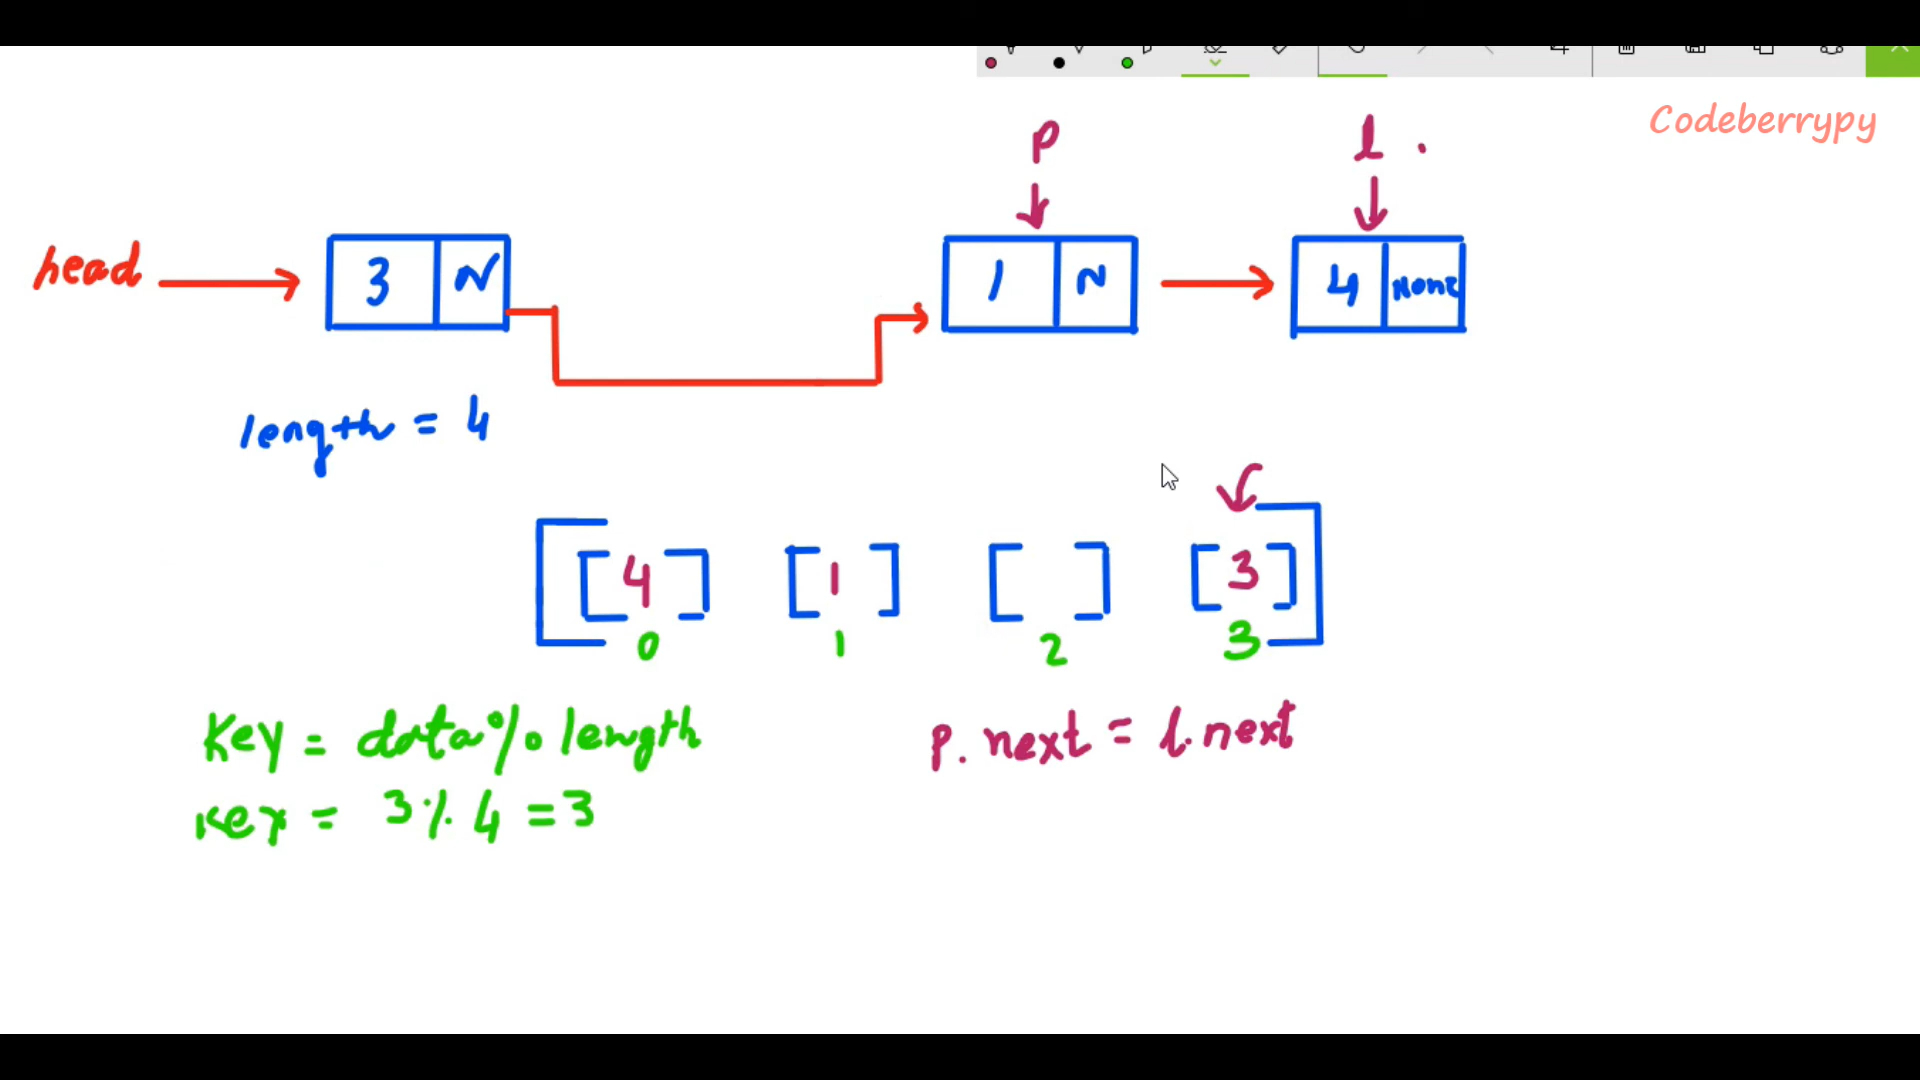 Codeberrypy
p l .
head 3 N 1 N 4 None
length = 4
[ [ 4 ] [ 1 ] [ ] [ 3 ] ]
0 1 2 3
Key = data % length p. next = l. next
Key = 3 % 4 = 3